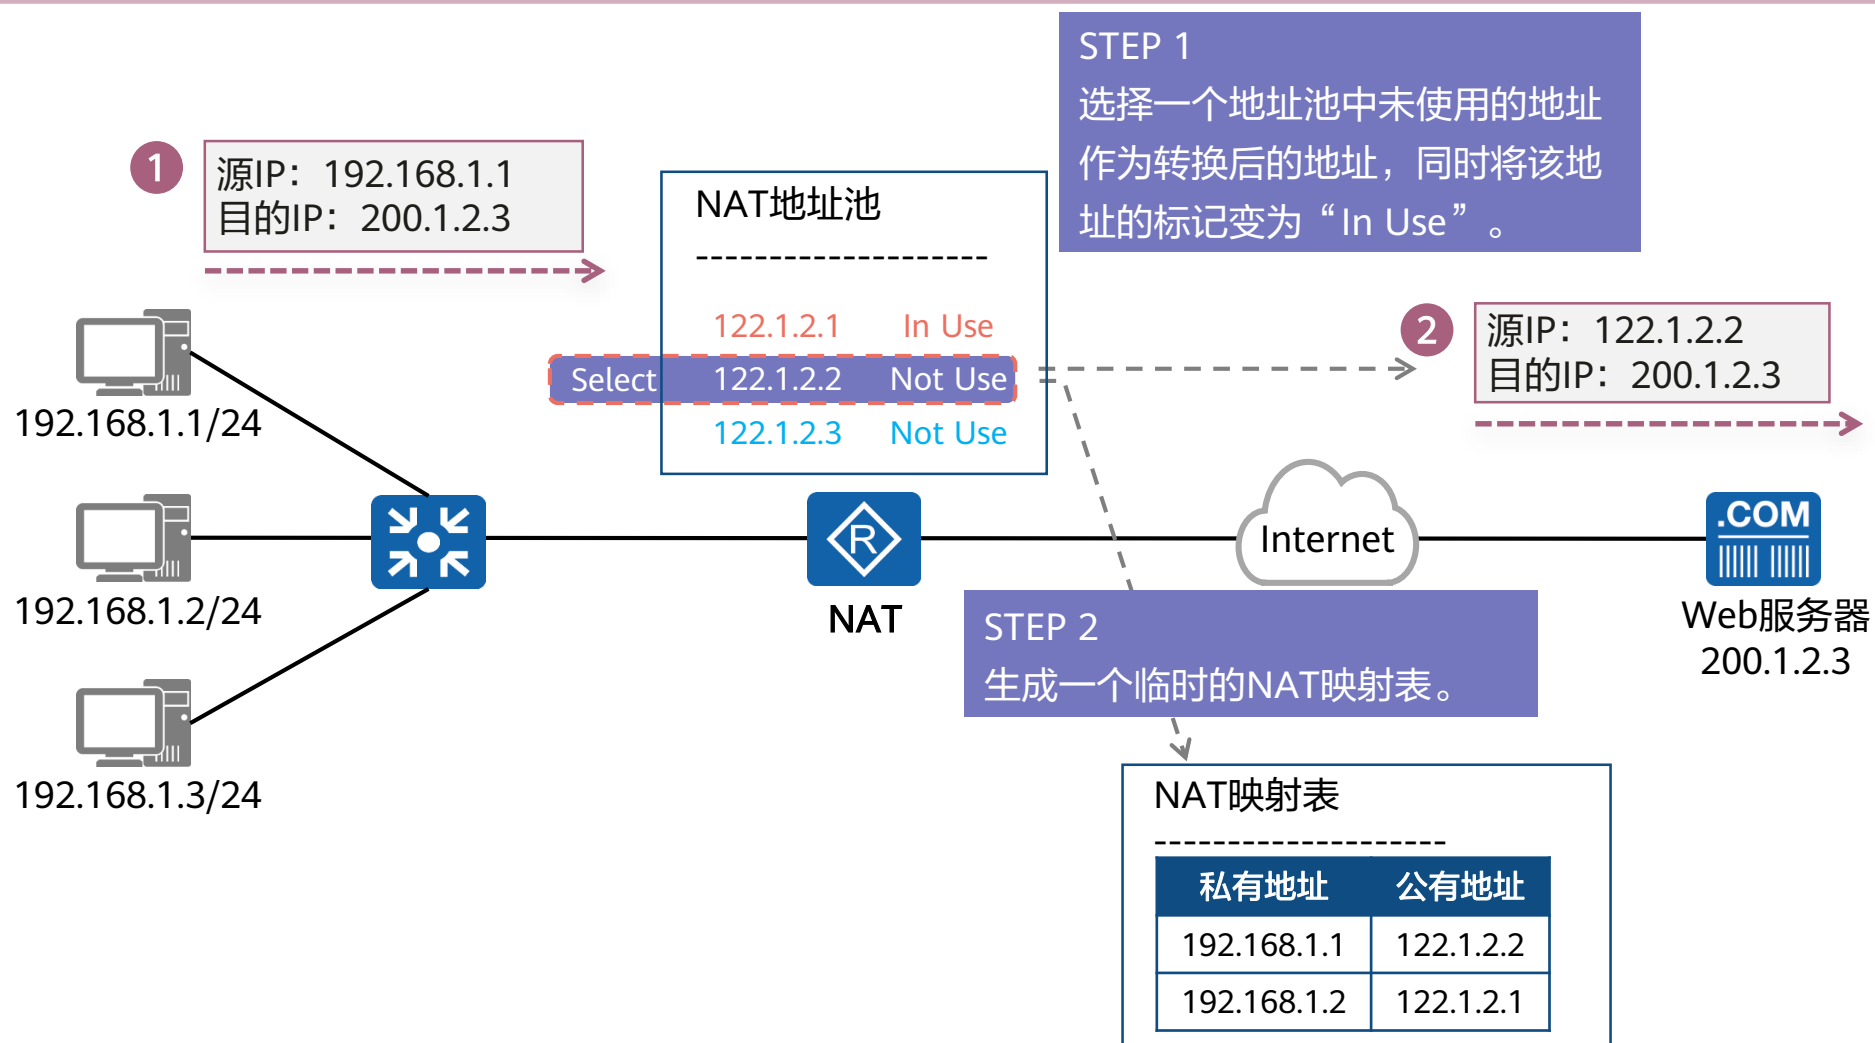 STEP 1
选择一个地址池中未使用的地址
作为转换后的地址，同时将该地
址的标记变为“In Use”。
1
源IP：192.168.1.1
目的IP：200.1.2.3
NAT地址池
--------------------
122.1.2.1 In Use
Select 122.1.2.2 Not Use
122.1.2.3 Not Use
2
源IP：122.1.2.2
目的IP：200.1.2.3
192.168.1.1/24
192.168.1.2/24
192.168.1.3/24
R
NAT
Internet
.COM
Web服务器
200.1.2.3
STEP 2
生成一个临时的NAT映射表。
NAT映射表
--------------------
私有地址 公有地址
192.168.1.1 122.1.2.2
192.168.1.2 122.1.2.1